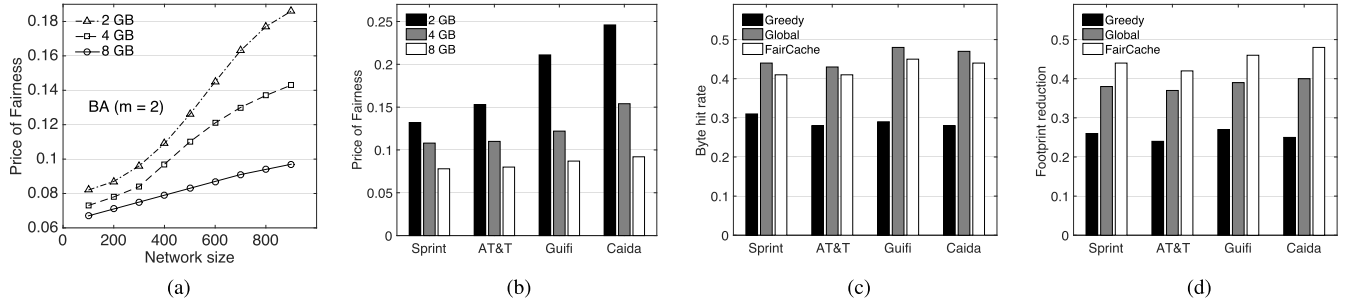 Price of Fairness
0.18
0.16
0.14
0.12
0.1
0.08
0.06
2 GB
4 GB
8 GB
BA (m = 2)
0 200 400 600 800
Network size
(a)
Price of Fairness
0.25
0.2
0.15
0.1
0.05
0
2 GB
4 GB
8 GB
Sprint AT&T Guifi Caida
(b)
Byte hit rate
0.5
0.4
0.3
0.2
0.1
0
Greedy
Global
FairCache
Sprint AT&T Guifi Caida
(c)
Footprint reduction
0.5
0.4
0.3
0.2
0.1
0
Greedy
Global
FairCache
Sprint AT&T Guifi Caida
(d)